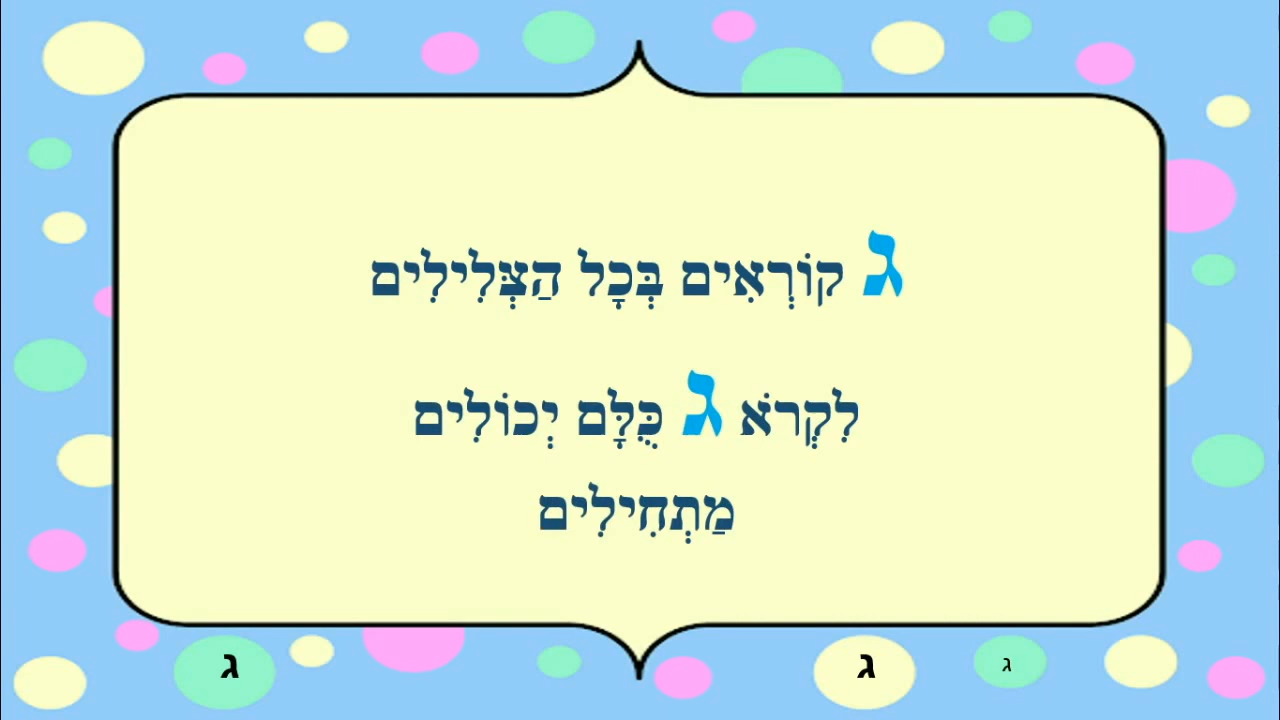 ג קוֹרְאִים בְּכָל הַצְּלִילִים
לִקְרֹא ג כֻּלָּם יְכוֹלִים
מַתְחִילִים
ג ג ג